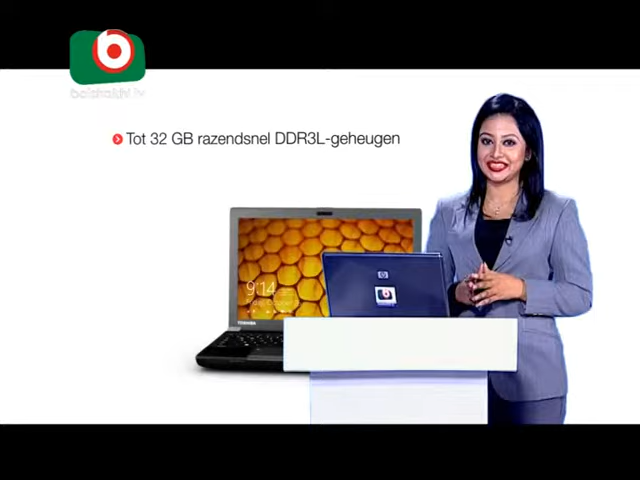 boishakhi.tv
Tot 32 GB razendsnel DDR3L-geheugen
9:14
TOSHIBA
hp